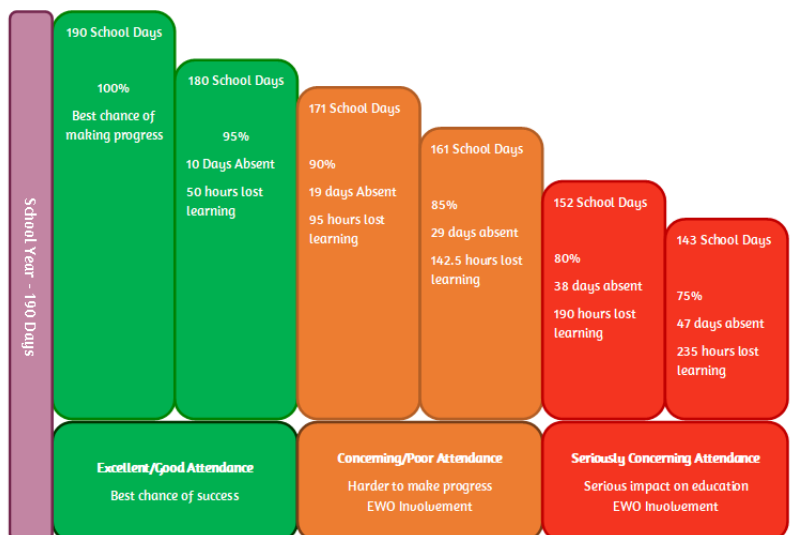 School Year - 190 Days
190 School Days
100%
Best chance of
making progress
180 School Days
95%
10 Days Absent
50 hours lost
learning
171 School Days
90%
19 days Absent
95 hours lost
learning
161 School Days
85%
29 days absent
142.5 hours lost
learning
152 School Days
80%
38 days absent
190 hours lost
learning
143 School Days
75%
47 days absent
235 hours lost
learning
Excellent/Good Attendance
Best chance of success
Concerning/Poor Attendance
Harder to make progress
EWO Involvement
Seriously Concerning Attendance
Serious impact on education
EWO Involvement